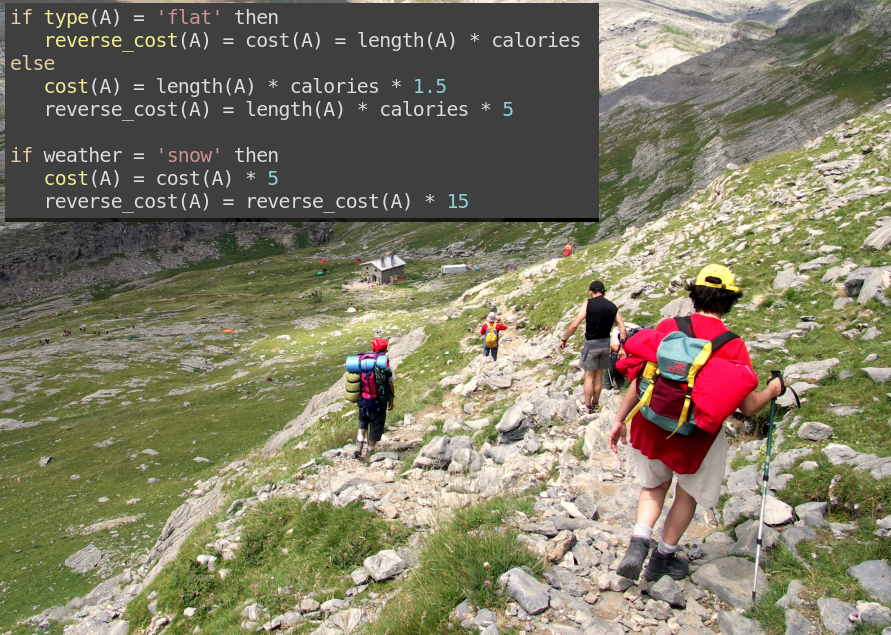 if type(A) = 'flat' then
   reverse_cost(A) = cost(A) = length(A) * calories
else
   cost(A) = length(A) * calories * 1.5
   reverse_cost(A) = length(A) * calories * 5

if weather = 'snow' then
   cost(A) = cost(A) * 5
   reverse_cost(A) = reverse_cost(A) * 15